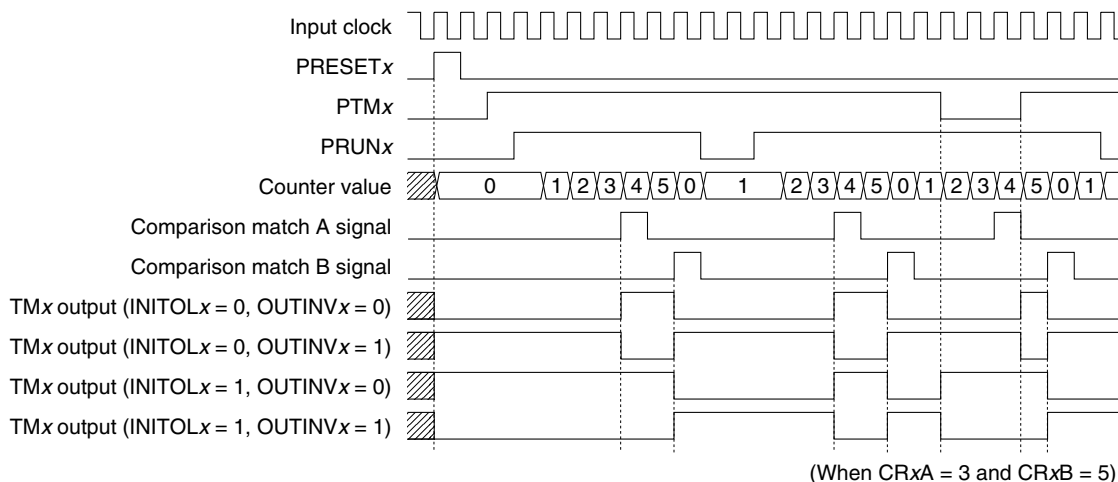 Input clock
PRESETx
PTMx
PRUNx
Counter value 0 1 2 3 4 5 0 1 2 3 4 5 0 1 2 3 4 5 0 1
Comparison match A signal
Comparison match B signal
TMx output (INITOLx = 0, OUTINVx = 0)
TMx output (INITOLx = 0, OUTINVx = 1)
TMx output (INITOLx = 1, OUTINVx = 0)
TMx output (INITOLx = 1, OUTINVx = 1)
(When CRxA = 3 and CRxB = 5)